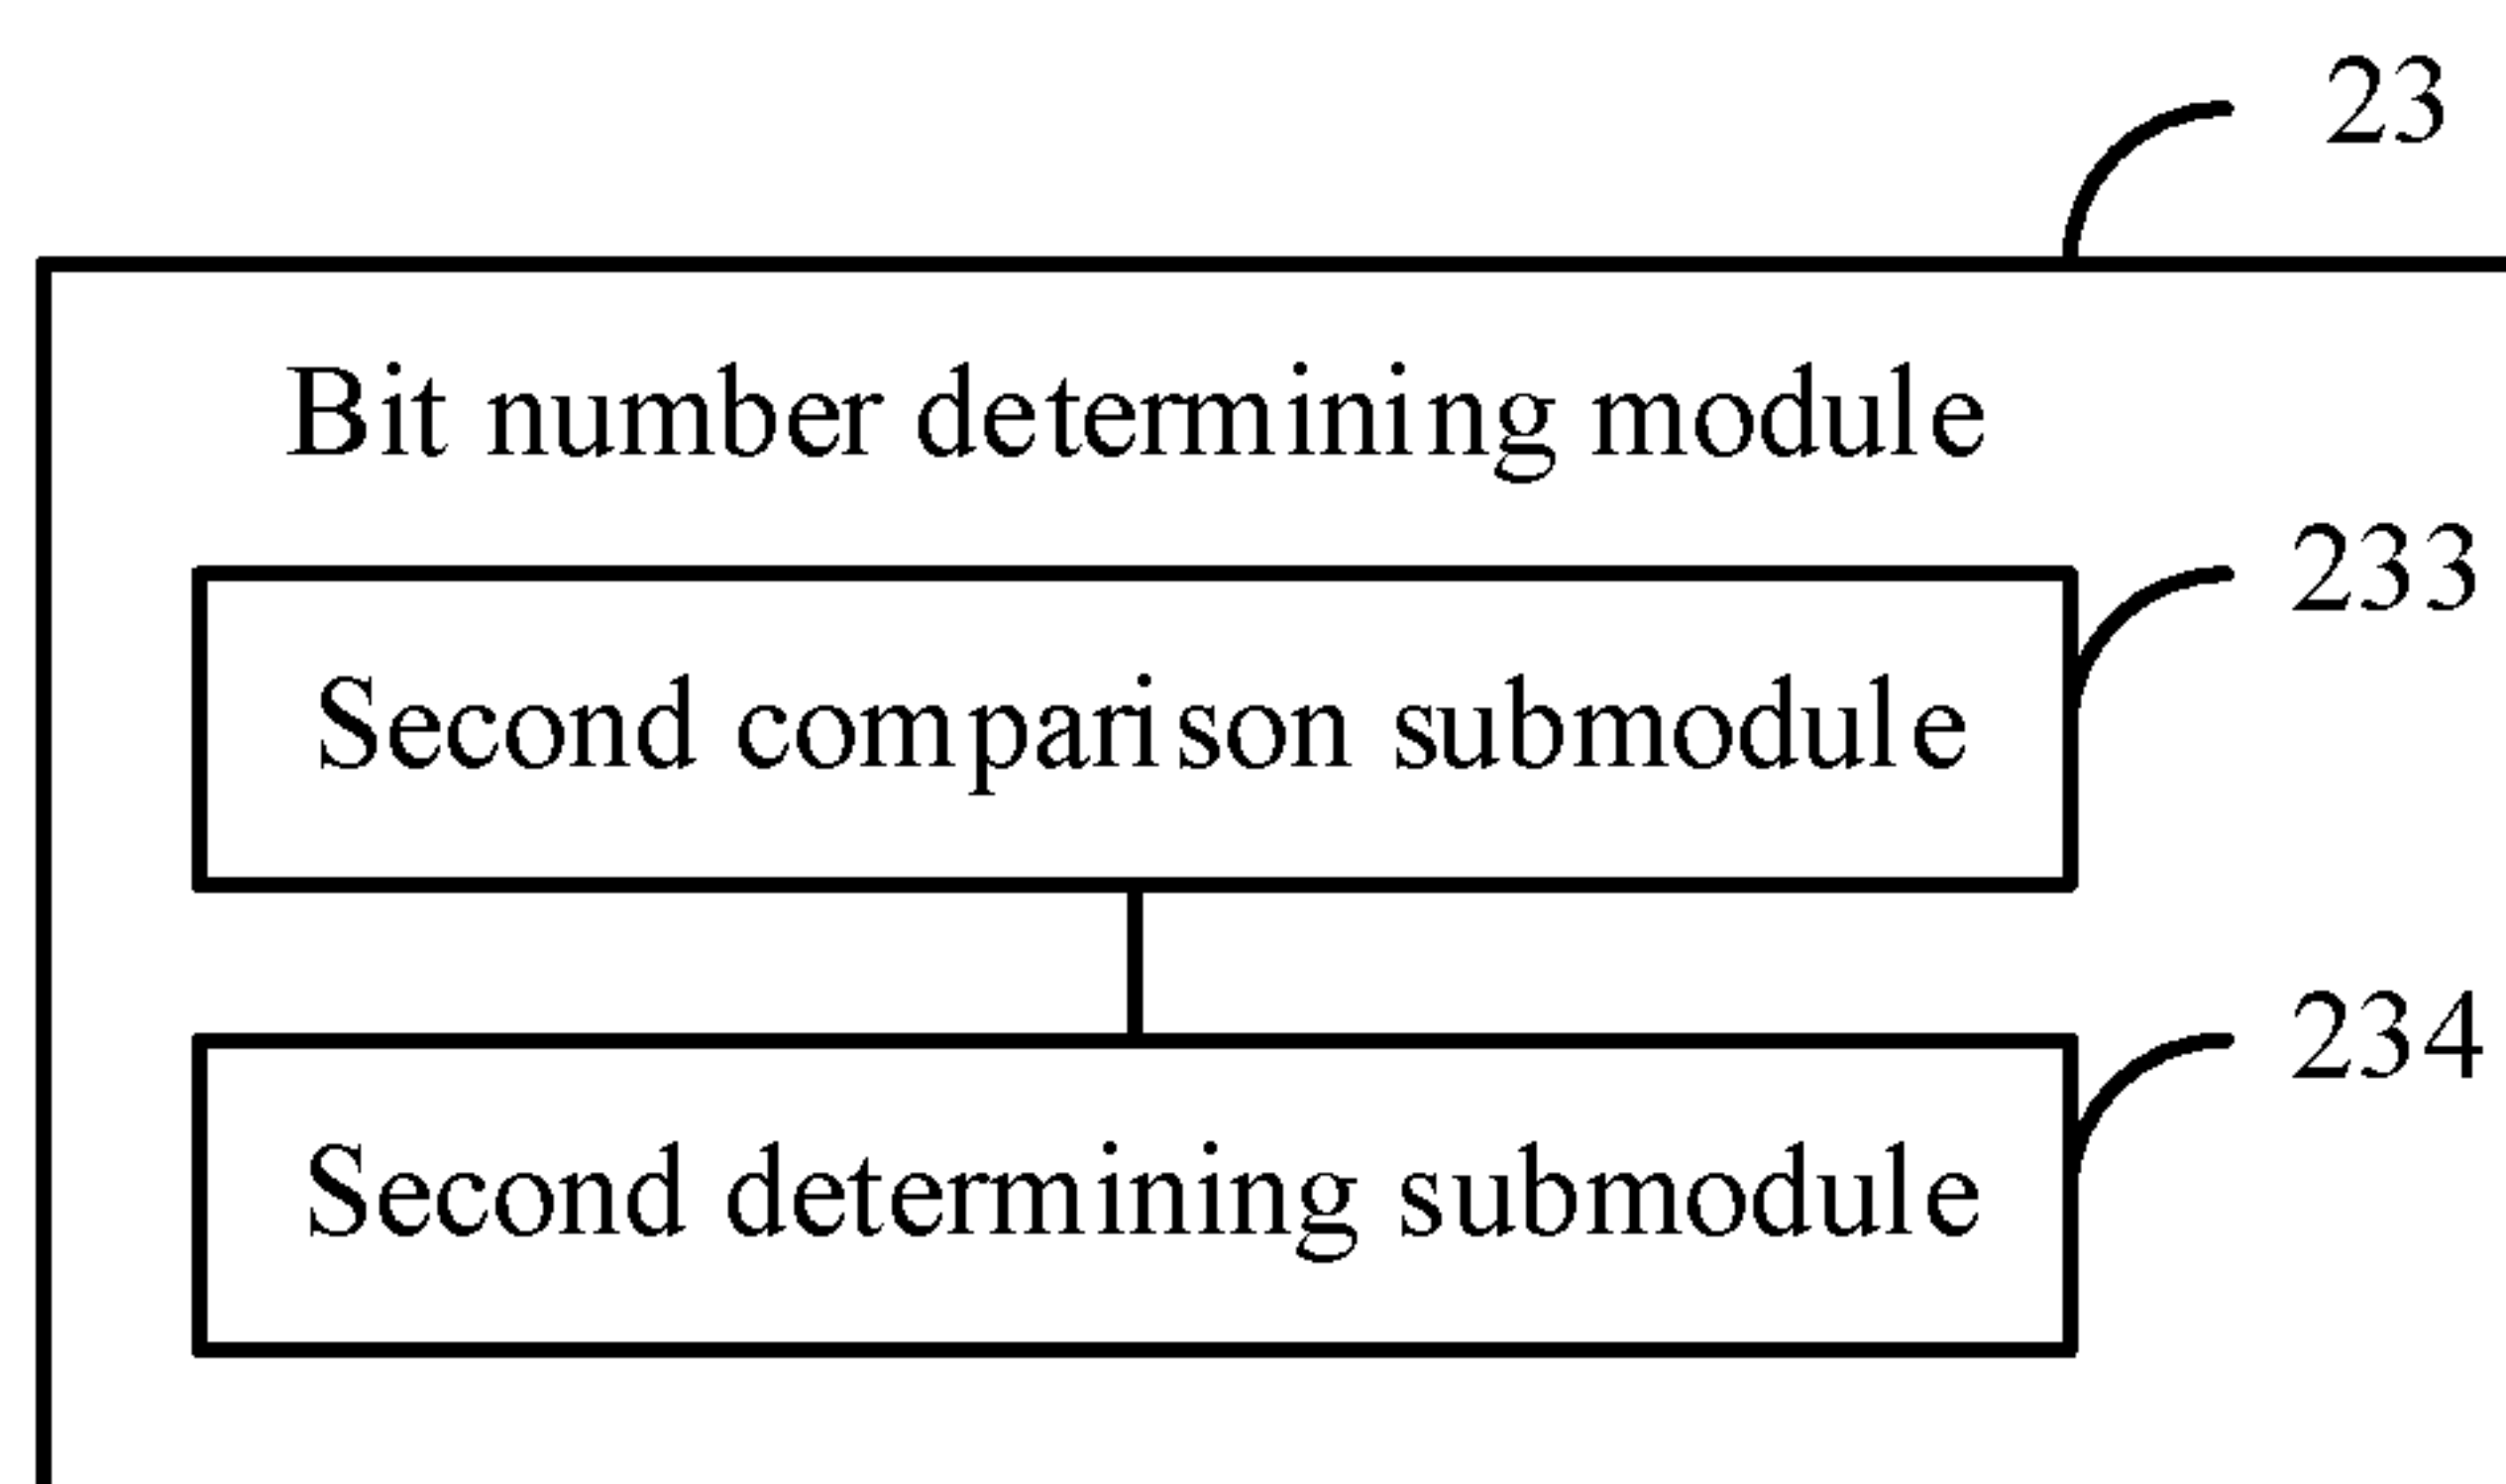 23
Bit number determining module
233
Second comparison submodule
234
Second determining submodule